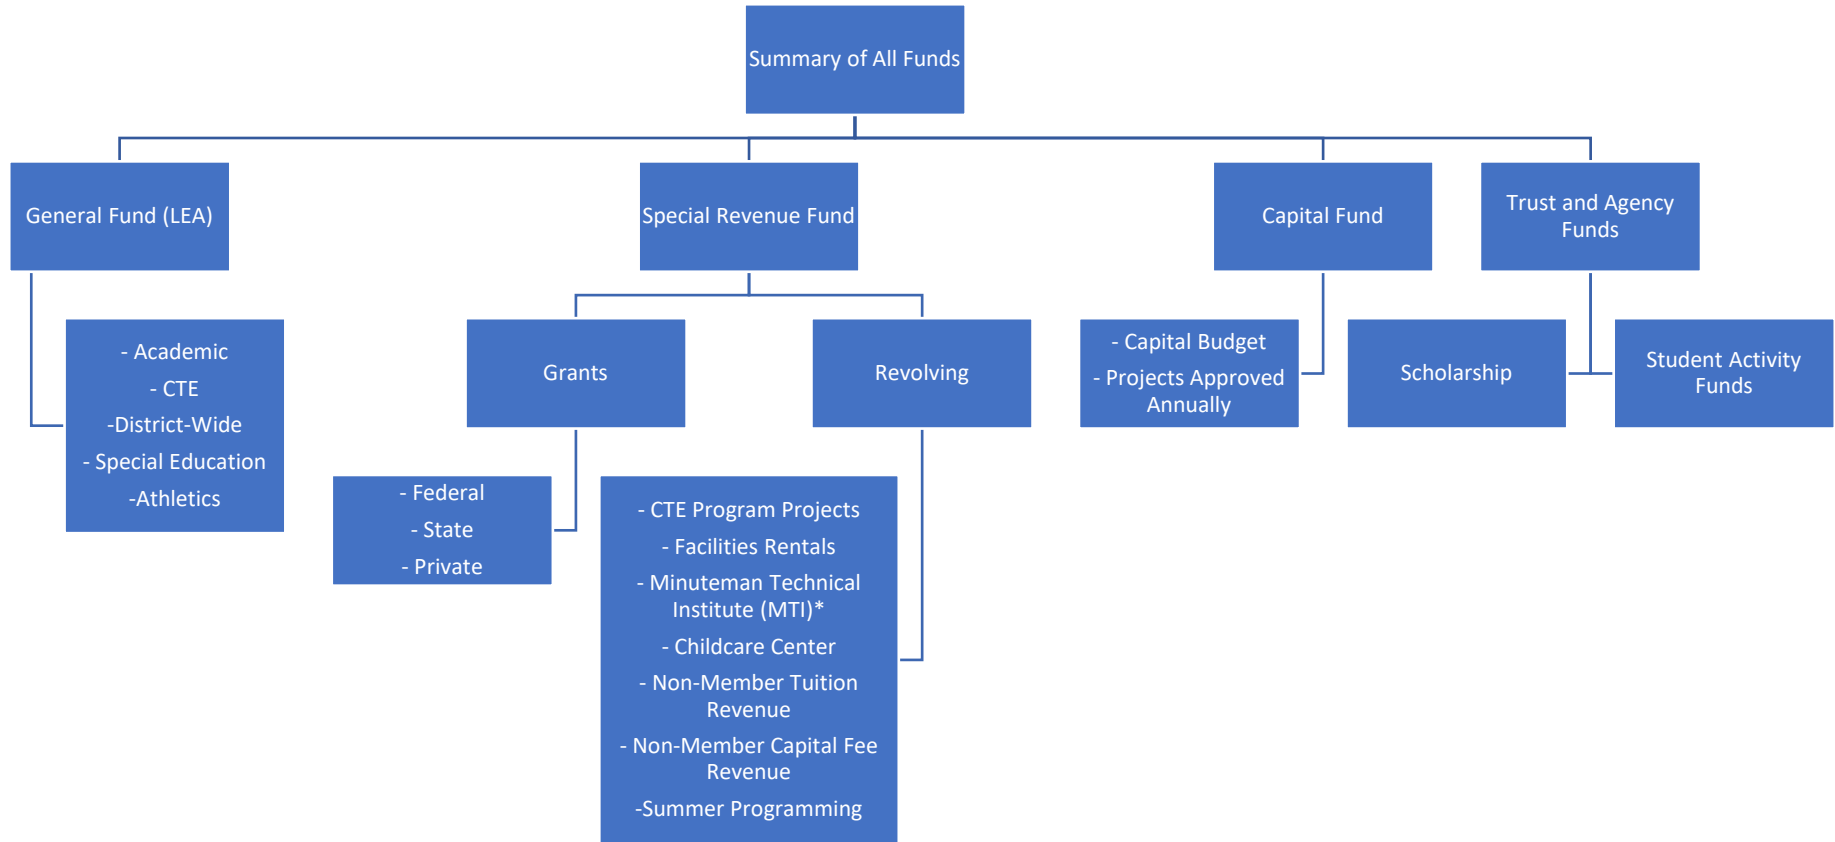 Summary of All Funds
General Fund (LEA)
Special Revenue Fund
Capital Fund
Trust and Agency
Funds
- Academic
- CTE
-District-Wide
- Special Education
-Athletics
Grants
Revolving
- Capital Budget
- Projects Approved
Annually
Scholarship
Student Activity
Funds
- Federal
- State
- Private
- CTE Program Projects
- Facilities Rentals
- Minuteman Technical
Institute (MTI)*
- Childcare Center
- Non-Member Tuition
Revenue
- Non-Member Capital Fee
Revenue
-Summer Programming